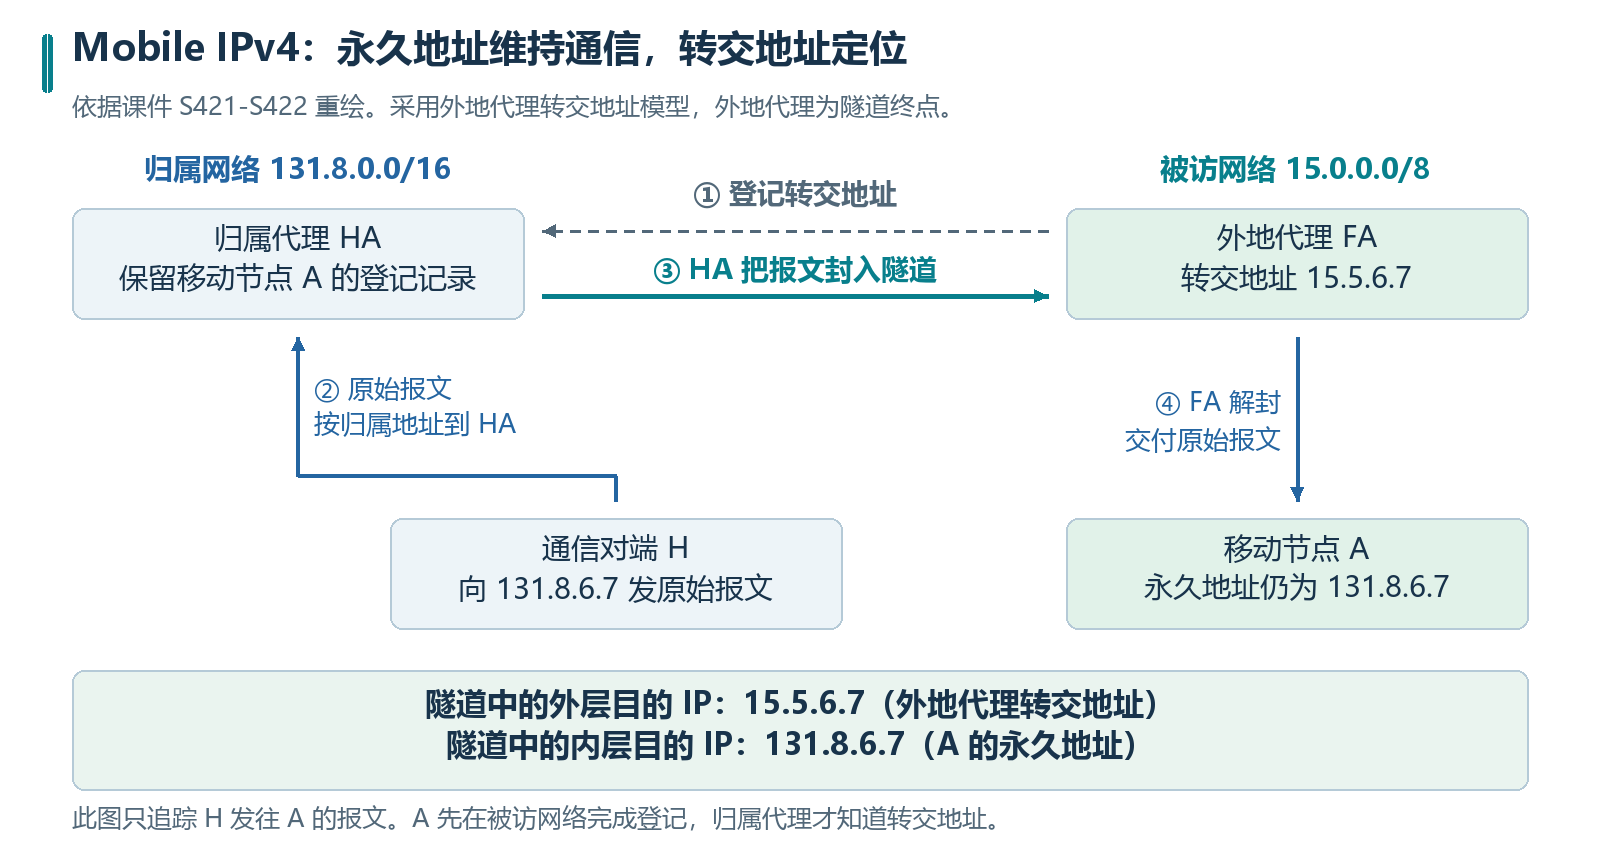 Mobile IPv4：永久地址维持通信，转交地址定位
依据课件 S421-S422 重绘。采用外地代理转交地址模型，外地代理为隧道终点。
归属网络 131.8.0.0/16
被访网络 15.0.0.0/8
① 登记转交地址
归属代理 HA
保留移动节点 A 的登记记录
外地代理 FA
转交地址 15.5.6.7
③ HA 把报文封入隧道
② 原始报文
按归属地址到 HA
④ FA 解封
交付原始报文
通信对端 H
向 131.8.6.7 发原始报文
移动节点 A
永久地址仍为 131.8.6.7
隧道中的外层目的 IP：15.5.6.7（外地代理转交地址）
隧道中的内层目的 IP：131.8.6.7（A 的永久地址）
此图只追踪 H 发往 A 的报文。A 先在被访网络完成登记，归属代理才知道转交地址。